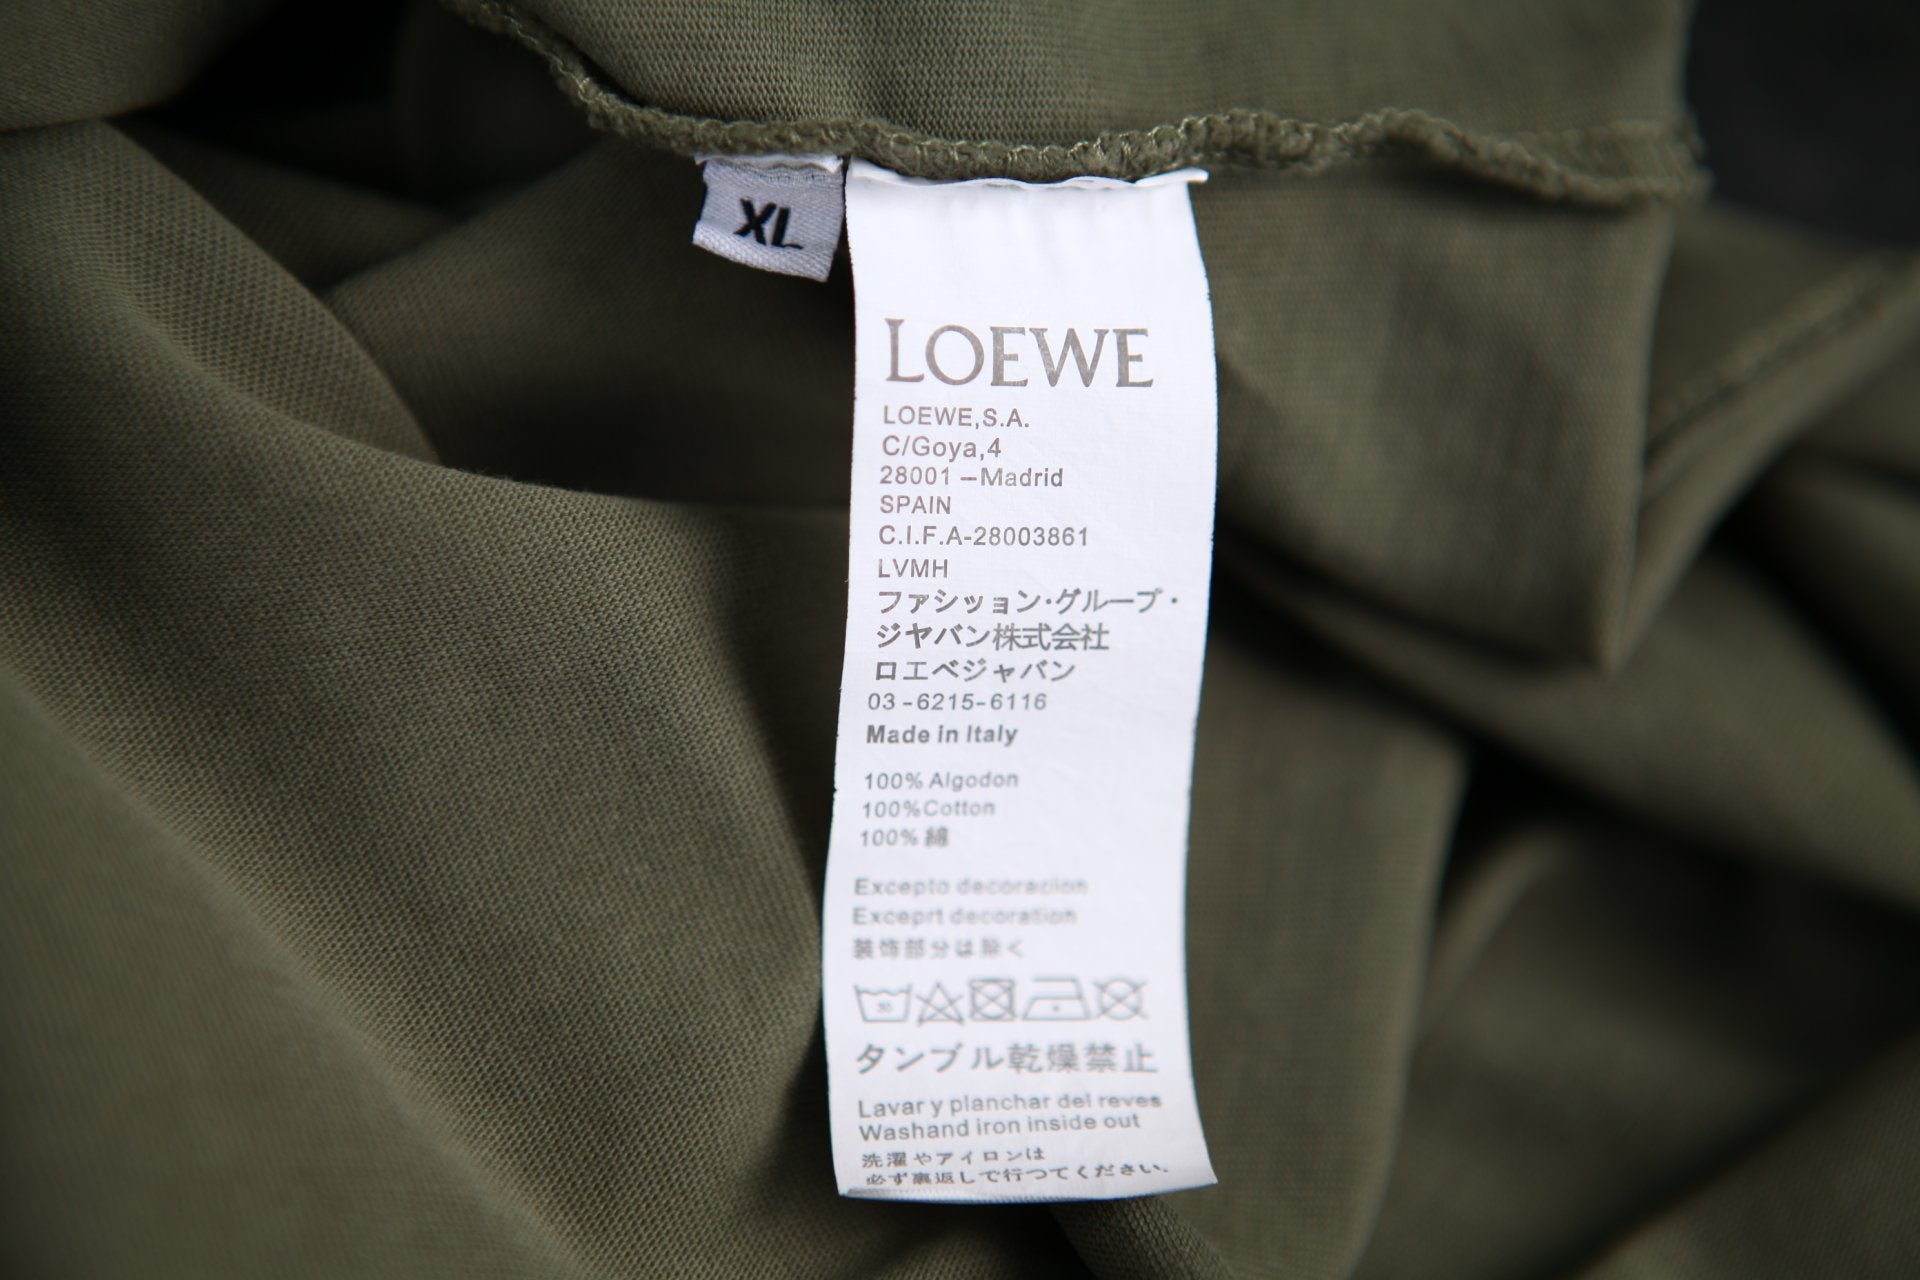 XL
LOEWE
LOEWE,S.A.
C/Goya,4
28001 –Madrid
SPAIN
C.I.F.A-28003861
LVMH
ファシッョン·グループ・
ジヤバン株式会社
ロエベジャバン
03-6215-6116
Made in Italy
100% Algodon
100%Cotton
100% 綿
Excepto decoracion
Exceprt decoration
装饰部分は除く
30
タンブル乾燥禁止
Lavar y planchar del reves
Washand iron inside out
洗濯やアイロンは
必ず裏返しで行つてください.